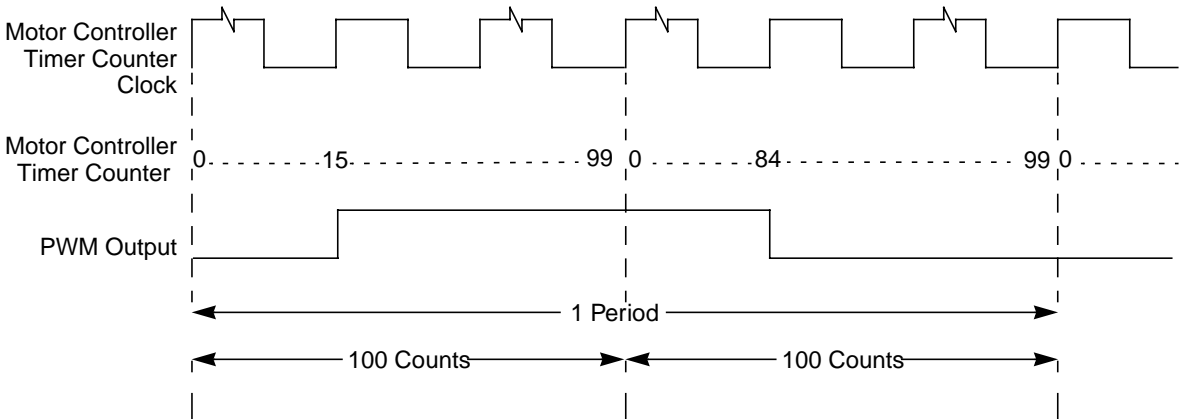 Motor Controller
Timer Counter
Clock
Motor Controller
Timer Counter
0 15 99 0 84 99 0
PWM Output
1 Period
100 Counts 100 Counts